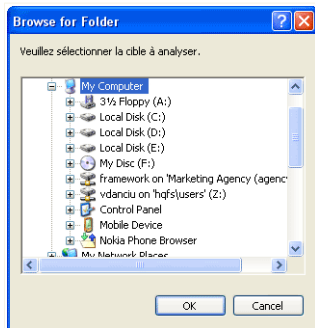 Browse for Folder
Veuillez sélectionner la cible à analyser.
My Computer
3½ Floppy (A:)
Local Disk (C:)
Local Disk (D:)
Local Disk (E:)
My Disc (F:)
framework on 'Marketing Agency (agenc
vdanciu on 'hqfs\users' (Z:)
Control Panel
Mobile Device
Nokia Phone Browser
My Network Places
OK
Cancel